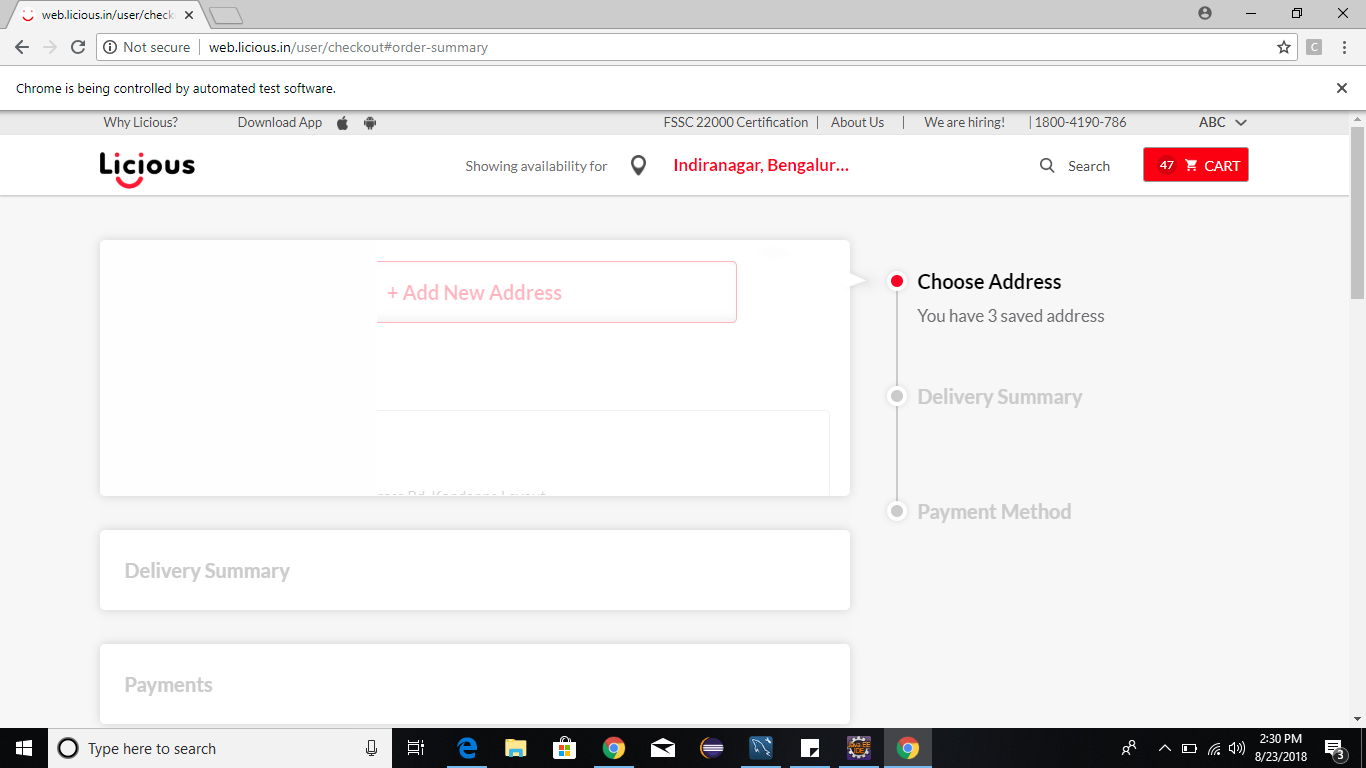 web.licious.in/user/check
Not secure web.licious.in/user/checkout#order-summary C
Chrome is being controlled by automated test software.
Why Licious? Download App FSSC 22000 Certification | About Us | We are hiring! | 1800-4190-786 ABC
Licious Showing availability for Indiranagar, Bengalur... Search 47 CART
+ Add New Address
Choose Address
You have 3 saved address
Delivery Summary
Payment Method
Delivery Summary
Payments
Type here to search
2:30 PM
8/23/2018
3